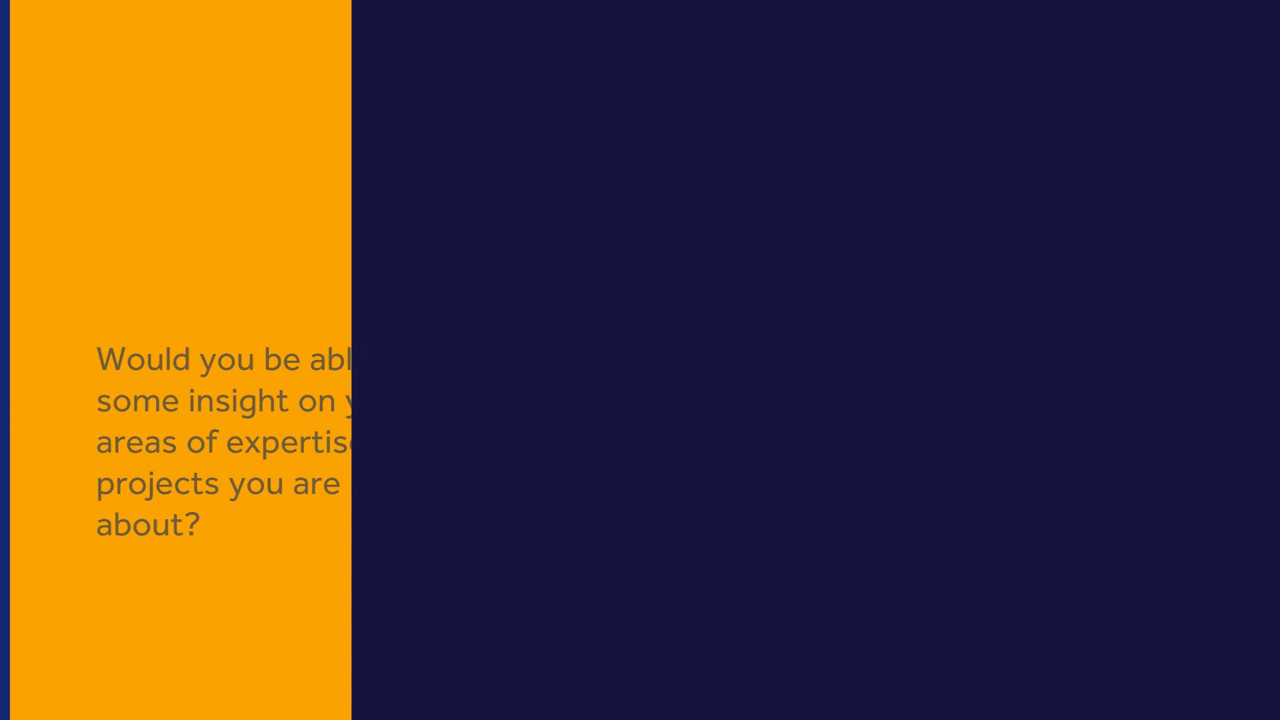 Would you be abl
some insight on
areas of expertis
projects you are
about?